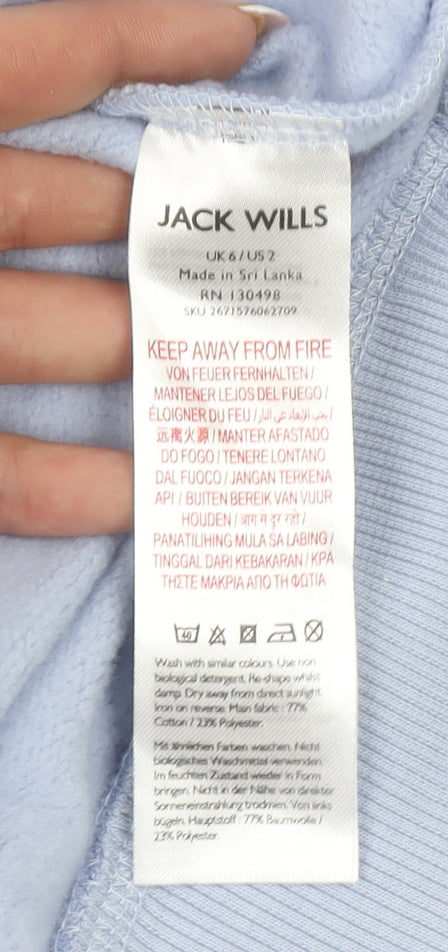 JACK WILLS
UK 6 / US 2
Made in Sri Lanka
RN 130498
SKU 2671576062709
KEEP AWAY FROM FIRE
VON FEUER FERNHALTEN /
MANTENER LEJOS DEL FUEGO /
ÉLOIGNER DU FEU / يجب الإبعاد عن النار /
远离火源 / MANTER AFASTADO
DO FOGO / TENERE LONTANO
DAL FUOCO / JANGAN TERKENA
API / BUITEN BEREIK VAN VUUR
HOUDEN / आग से दूर रहो /
PANATILIHING MULA SA LABING /
TINGGAL DARI KEBAKARAN / ΚΡΑ
ΤΗΣΤΕ ΜΑΚΡΙΑ ΑΠΟ ΤΗ ΦΩΤΙΑ
40
Wash with similar colours. Use non
biological detergent. Re-shape whilst
damp. Dry away from direct sunlight.
Iron on reverse. Main fabric : 77%
Cotton / 23% Polyester.
Mit ähnlichen Farben waschen. Nicht
biologisches Waschmittel verwenden.
Im feuchten Zustand wieder in Form
bringen. Nicht in der Nähe von direkter
Sonneneinstrahlung trocknen. Von links
bügeln. Hauptstoff : 77% Baumwolle /
23% Polyester.